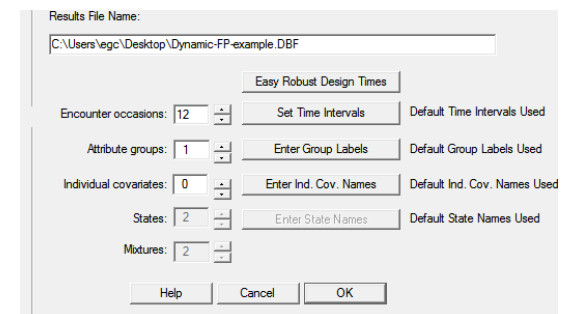 Results File Name:
C:\Users\egc\Desktop\Dynamic-FP-example.DBF
Easy Robust Design Times
Encounter occasions: 12 Set Time Intervals Default Time Intervals Used
Attribute groups: 1 Enter Group Labels Default Group Labels Used
Individual covariates: 0 Enter Ind. Cov. Names Default Ind. Cov. Names Used
States: 2 Enter State Names Default State Names Used
Mixtures: 2
Help Cancel OK